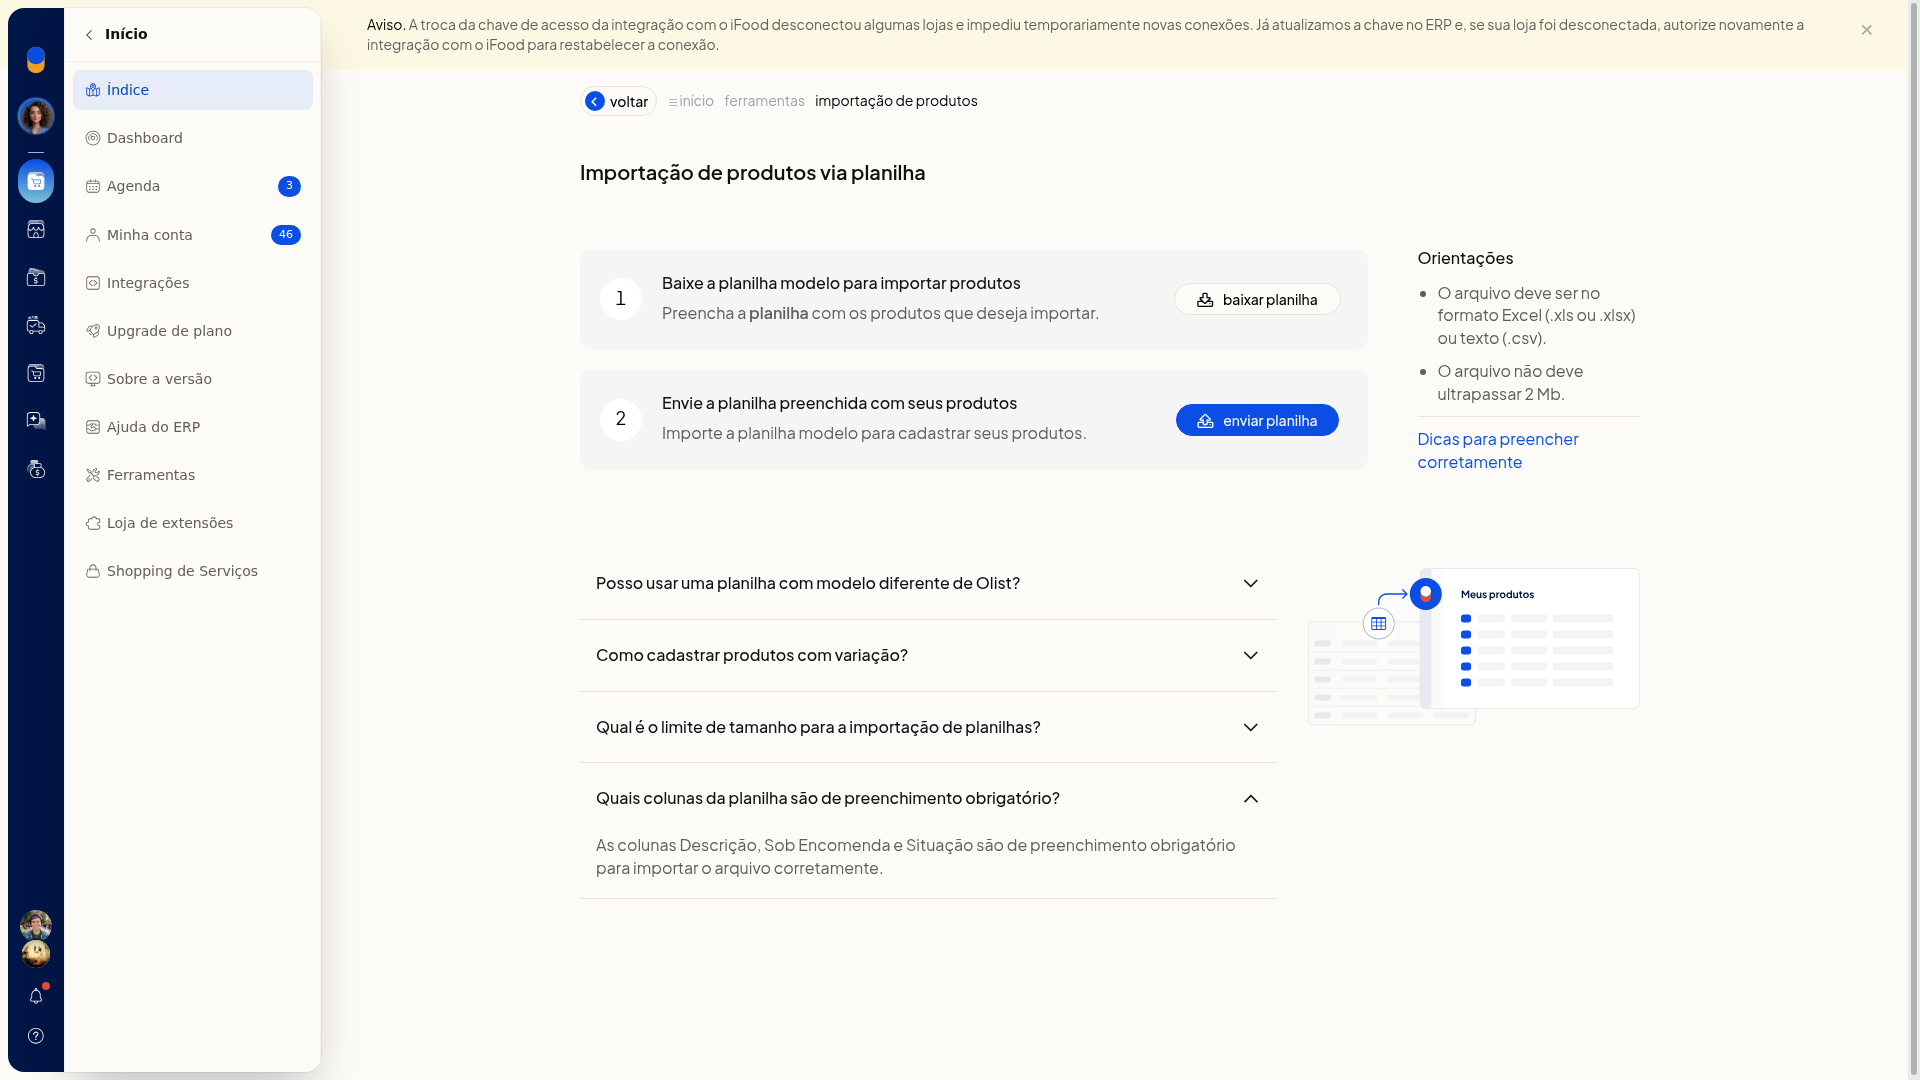 Início
Índice
Dashboard
Agenda
3
Minha conta
46
Integrações
Upgrade de plano
Sobre a versão
Ajuda do ERP
Ferramentas
Loja de extensões
Shopping de Serviços
Aviso. A troca da chave de acesso da integração com o iFood desconectou algumas lojas e impediu temporariamente novas conexões. Já atualizamos a chave no ERP e, se sua loja foi desconectada, autorize novamente a
integração com o iFood para restabelecer a conexão.
voltar
início ferramentas importação de produtos
Importação de produtos via planilha
1
Baixe a planilha modelo para importar produtos
Preencha a planilha com os produtos que deseja importar.
baixar planilha
2
Envie a planilha preenchida com seus produtos
Importe a planilha modelo para cadastrar seus produtos.
enviar planilha
Orientações
• O arquivo deve ser no
formato Excel (.xls ou .xlsx)
ou texto (.csv).
• O arquivo não deve
ultrapassar 2 Mb.
Dicas para preencher
corretamente
Posso usar uma planilha com modelo diferente de Olist?
Como cadastrar produtos com variação?
Qual é o limite de tamanho para a importação de planilhas?
Quais colunas da planilha são de preenchimento obrigatório?
As colunas Descrição, Sob Encomenda e Situação são de preenchimento obrigatório
para importar o arquivo corretamente.
Meus produtos